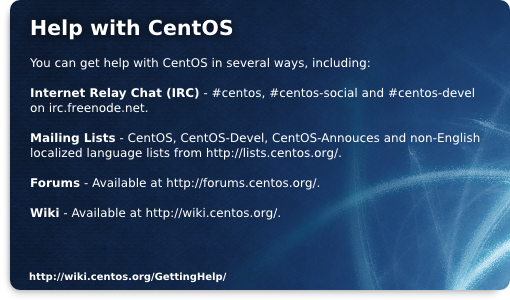 Help with CentOS
You can get help with CentOS in several ways, including:
Internet Relay Chat (IRC) - #centos, #centos-social and #centos-devel
on irc.freenode.net.
Mailing Lists - CentOS, CentOS-Devel, CentOS-Annouces and non-English
localized language lists from http://lists.centos.org/.
Forums - Available at http://forums.centos.org/.
Wiki - Available at http://wiki.centos.org/.
http://wiki.centos.org/GettingHelp/